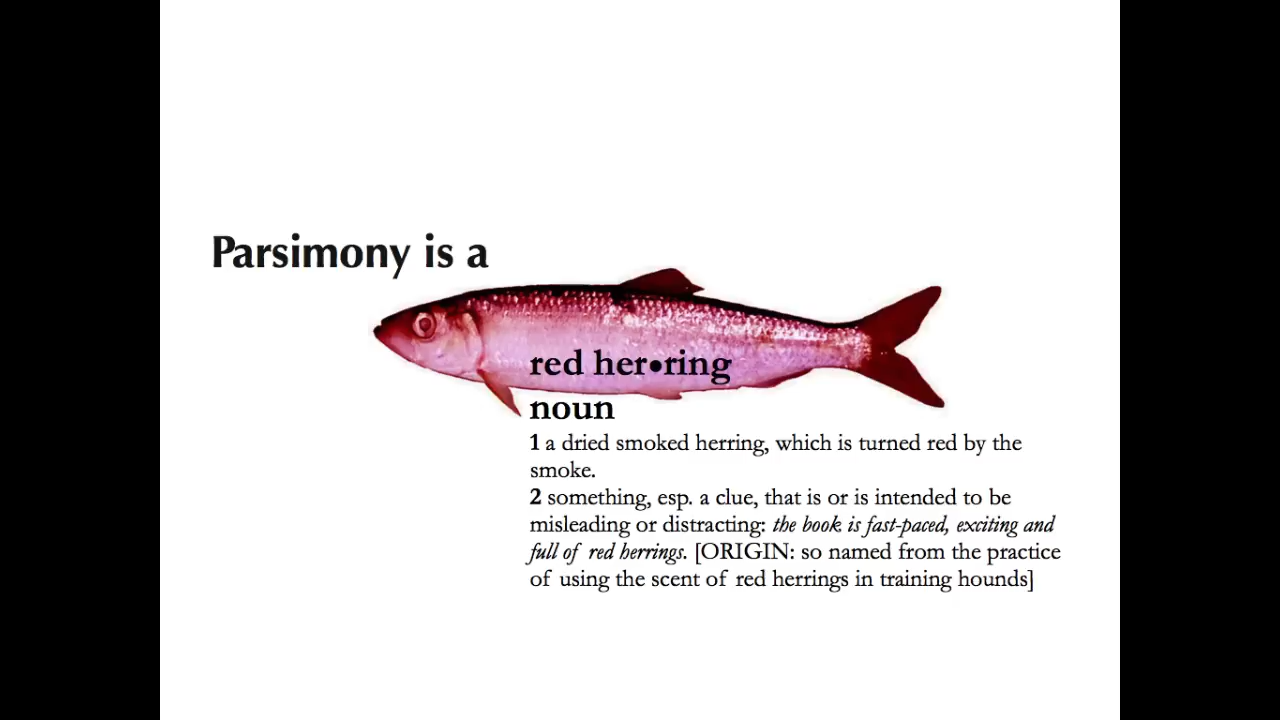 Parsimony is a
red her•ring
noun
1 a dried smoked herring, which is turned red by the
smoke.
2 something, esp. a clue, that is or is intended to be
misleading or distracting: the book is fast-paced, exciting and
full of red herrings. [ORIGIN: so named from the practice
of using the scent of red herrings in training hounds]